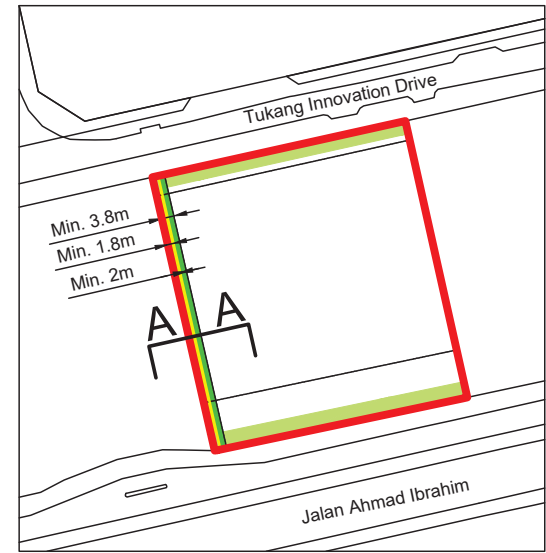 Tukang Innovation Drive
Min. 3.8m
Min. 1.8m
Min. 2m
A A
Jalan Ahmad Ibrahim